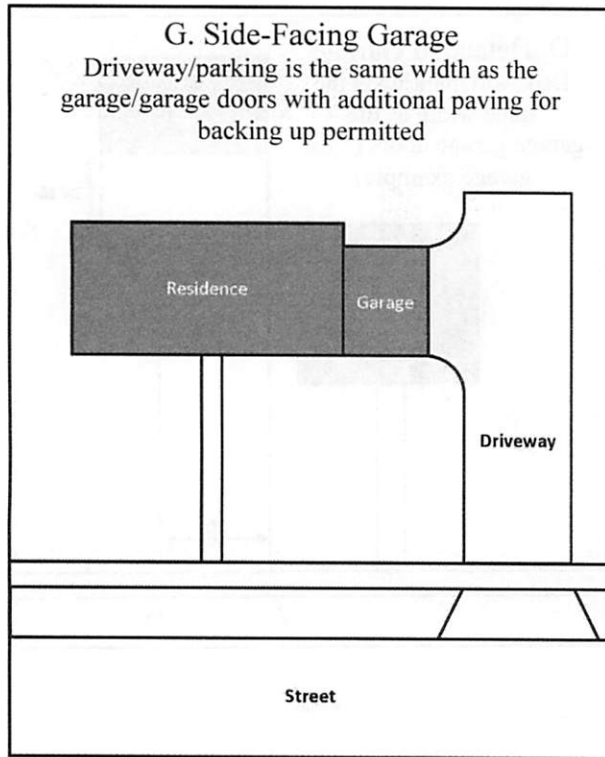 G. Side-Facing Garage
Driveway/parking is the same width as the
garage/garage doors with additional paving for
backing up permitted
Residence
Garage
Driveway
Street